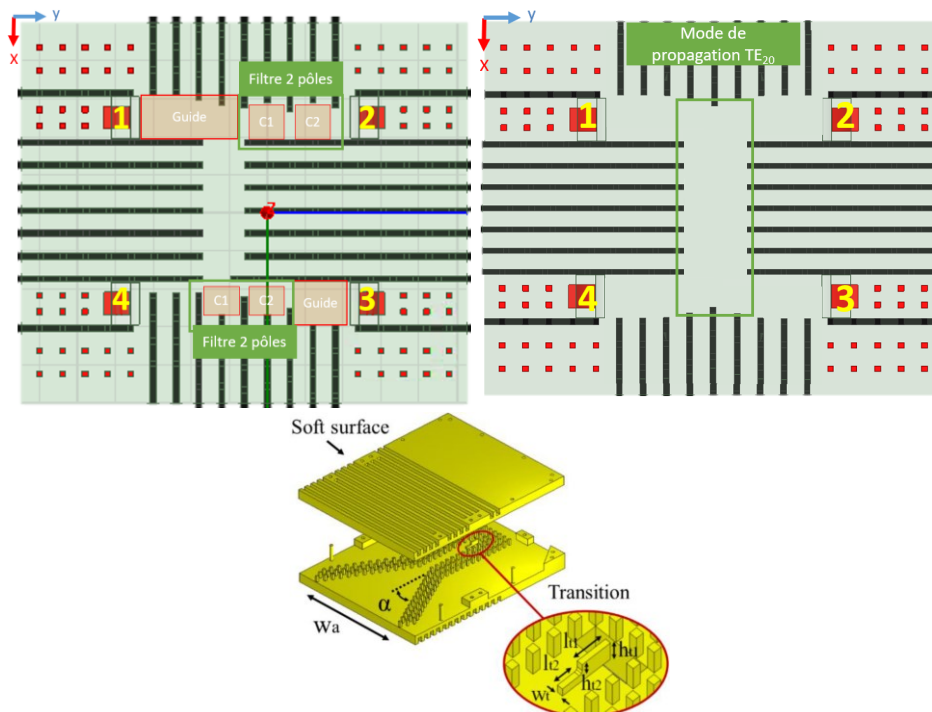 y
x
Filtre 2 pôles
1
Guide
C1
C2
2
4
C1
C2
Guide
3
Filtre 2 pôles
y
x
Mode de
propagation TE₂₀
1
2
4
3
Soft surface
α
Wa
Transition
lt1
ht1
lt2
ht2
wt